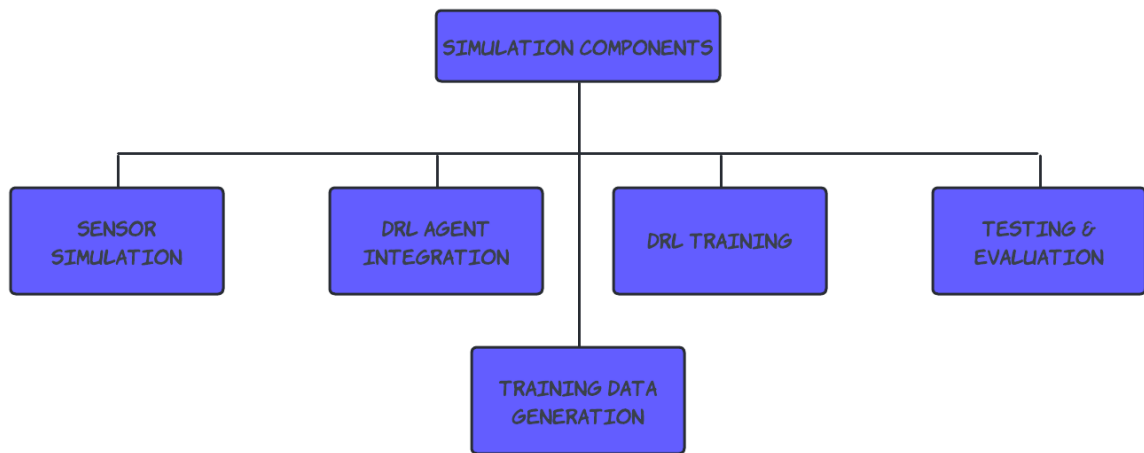 SIMULATION COMPONENTS
SENSOR
SIMULATION
DRL AGENT
INTEGRATION
DRL TRAINING
TESTING &
EVALUATION
TRAINING DATA
GENERATION